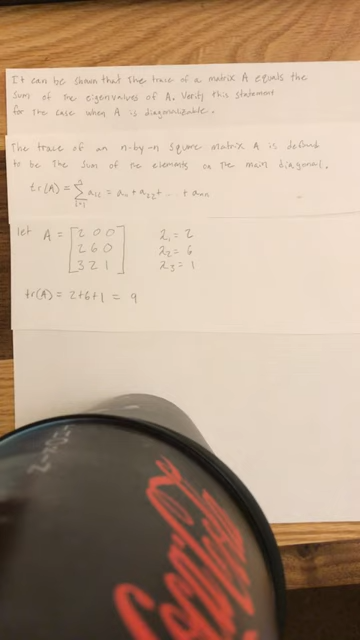 It can be shown that the trace of a matrix A equals the
sum of the eigenvalues of A. Verify this statement
for the case when A is diagonalizable.
The trace of an n-by-n square matrix A is defined
to be the sum of the elements on the main diagonal.
tr(A) = Σ aᵢᵢ = a₁₁ + a₂₂ + ... + aₙₙ
n
i=1
let A = [2 0 0
2 6 0
3 2 1]
λ₁ = 2
λ₂ = 6
λ₃ = 1
tr(A) = 2+6+1 = 9